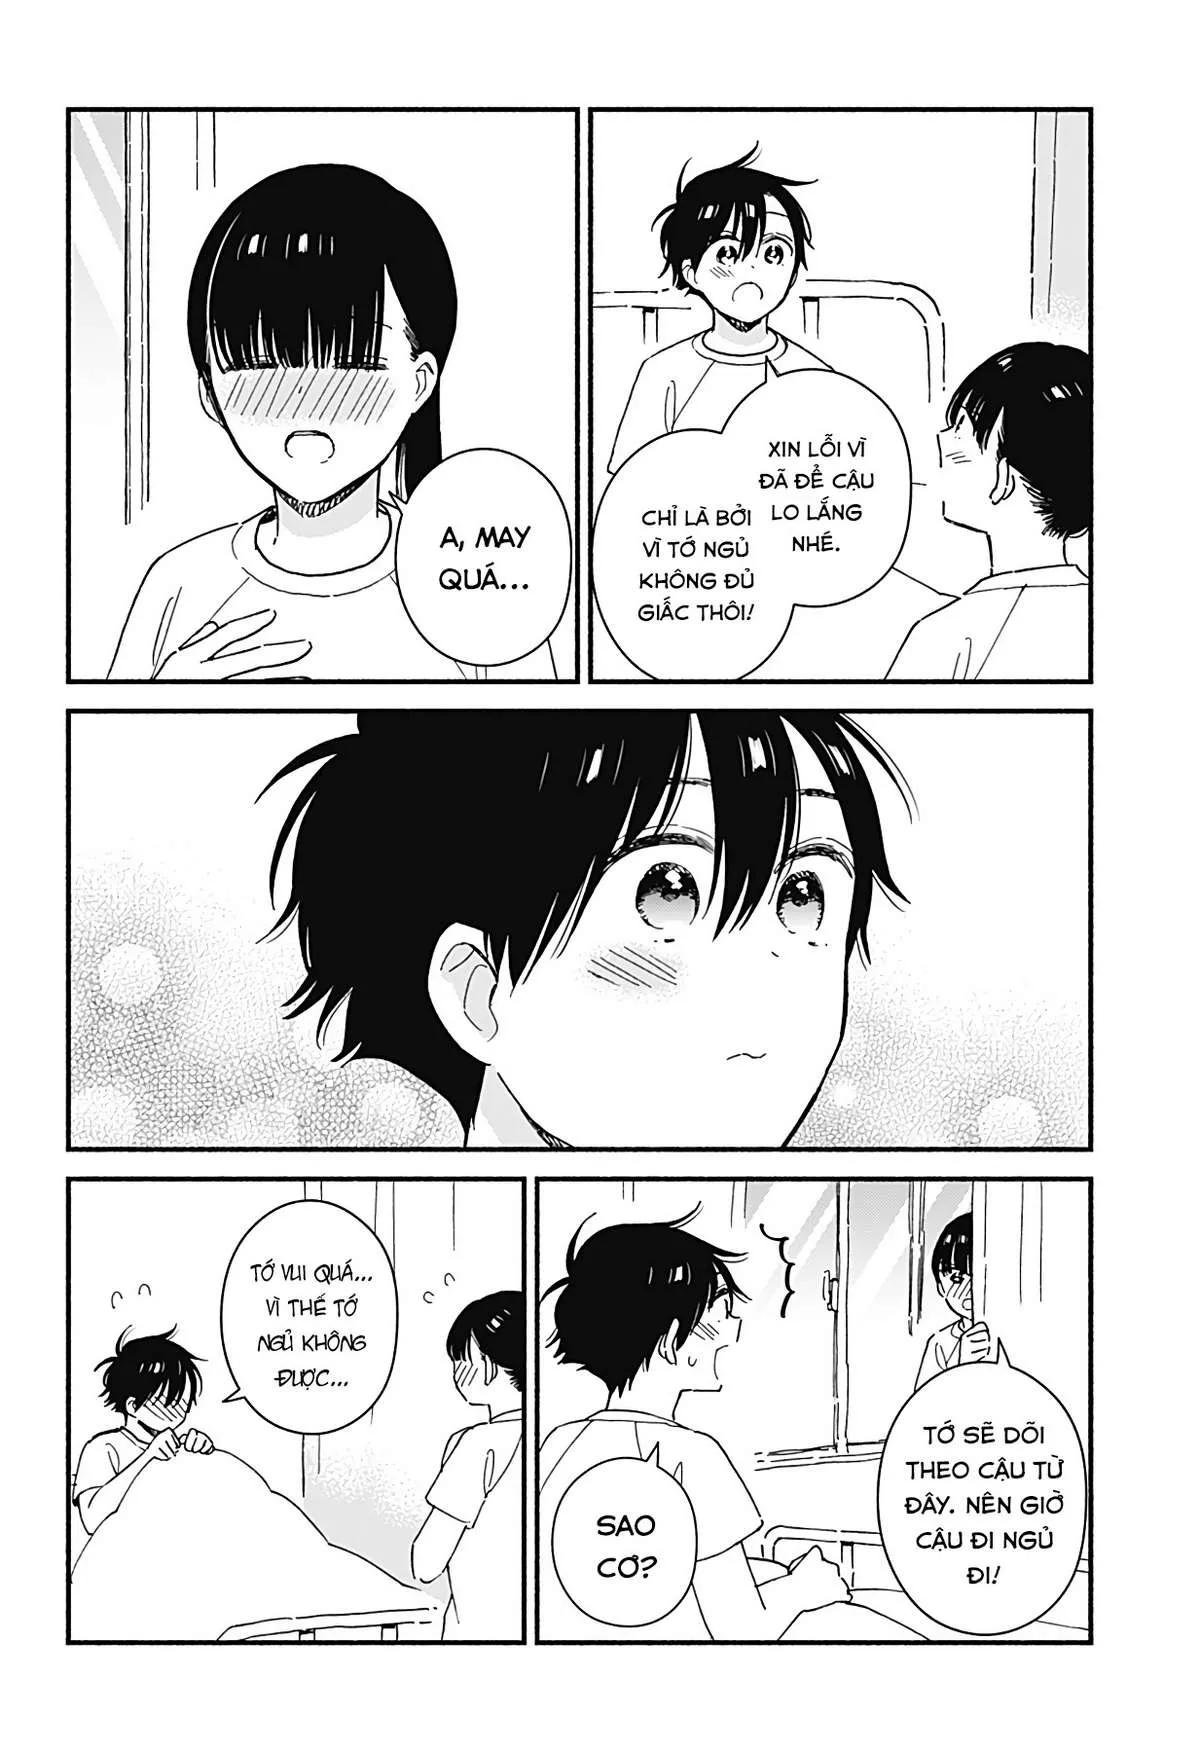 XIN LỖI VÌ
ĐÃ ĐỂ CẬU
LO LẮNG
NHÉ.
CHỈ LÀ BỞI
VÌ TỚ NGỦ
KHÔNG ĐỦ
GIẤC THÔI!
A, MAY
QUÁ...
TỚ SẼ DÕI
THEO CẬU TỪ
ĐÂY. NÊN GIỜ
CẬU ĐI NGỦ
ĐI!
SAO
CƠ?
TỚ VUI QUÁ...
VÌ THẾ TỚ
NGỦ KHÔNG
ĐƯỢC...